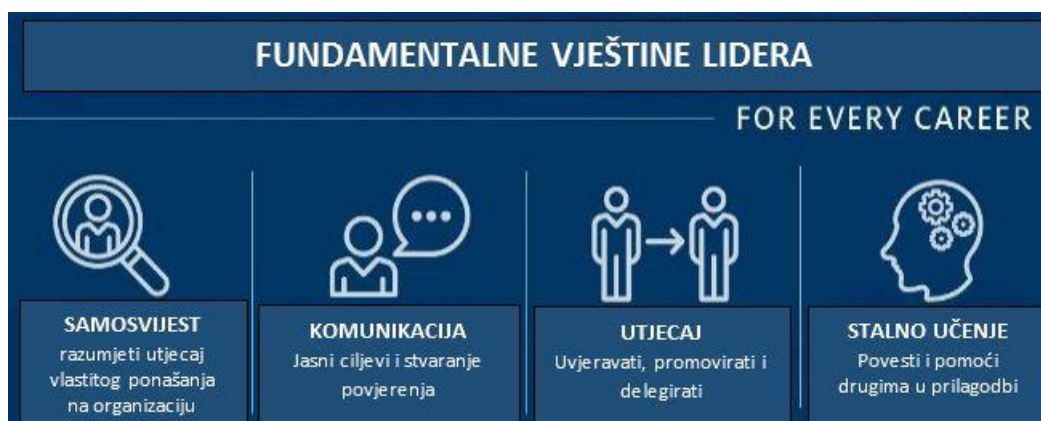 FUNDAMENTALNE VJEŠTINE LIDERA
FOR EVERY CAREER
SAMOSVIJEST
razumjeti utjecaj
vlastitog ponašanja
na organizaciju
KOMUNIKACIJA
Jasni ciljevi i stvaranje
povjerenja
UTJECAJ
Uvjeravati, promovirati i
delegirati
STALNO UČENJE
Povesti i pomoći
drugima u prilagodbi